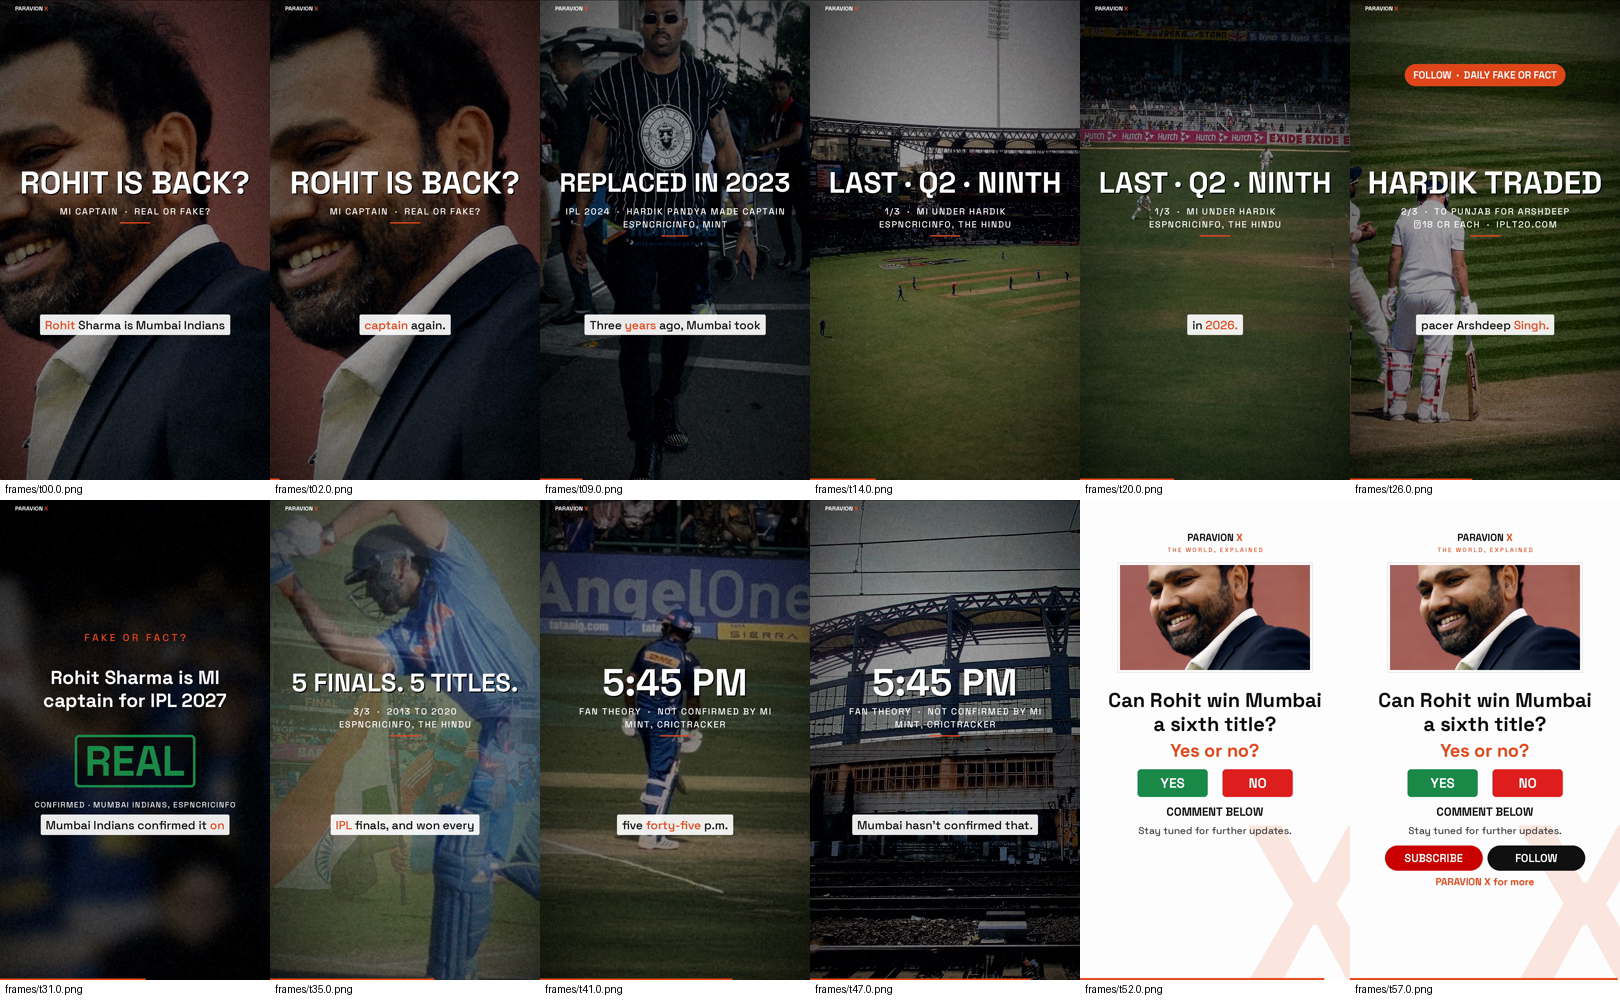 PARAVION X
ROHIT IS BACK?
MI CAPTAIN · REAL OR FAKE?
Rohit Sharma is Mumbai Indians
frames/t00.0.png
PARAVION X
ROHIT IS BACK?
MI CAPTAIN · REAL OR FAKE?
captain again.
frames/t02.0.png
REPLACED IN 2023
IPL 2024 · HARDIK PANDYA MADE CAPTAIN
ESPNCRICINFO, MINT
Three years ago, Mumbai took
frames/t09.0.png
PARAVION X
LAST · Q2 · NINTH
1/3 · MI UNDER HARDIK
ESPNCRICINFO, THE HINDU
frames/t14.0.png
PARAVION X
Hutch Hutch Hutch Hutch EXIDE EXIDE
LAST · Q2 · NINTH
1/3 · MI UNDER HARDIK
ESPNCRICINFO, THE HINDU
in 2026.
frames/t20.0.png
PARAVION X
FOLLOW · DAILY FAKE OR FACT
HARDIK TRADED
2/3 · TO PUNJAB FOR ARSHDEEP
18 CR EACH · IPLT20.COM
pacer Arshdeep Singh.
frames/t26.0.png
PARAVION X
FAKE OR FACT?
Rohit Sharma is MI
captain for IPL 2027
REAL
CONFIRMED · MUMBAI INDIANS, ESPNCRICINFO
Mumbai Indians confirmed it on
frames/t31.0.png
PARAVION X
5 FINALS. 5 TITLES.
3/3 · 2013 TO 2020
ESPNCRICINFO, THE HINDU
IPL finals, and won every
frames/t35.0.png
PARAVION X
AngelOne
tataipl.com
SIERRA
5:45 PM
FAN THEORY · NOT CONFIRMED BY MI
MINT, CRICTRACKER
five forty-five p.m.
frames/t41.0.png
PARAVION X
5:45 PM
FAN THEORY · NOT CONFIRMED BY MI
MINT, CRICTRACKER
Mumbai hasn't confirmed that.
frames/t47.0.png
PARAVION X
THE WORLD, EXPLAINED
Can Rohit win Mumbai
a sixth title?
Yes or no?
YES NO
COMMENT BELOW
Stay tuned for further updates.
frames/t52.0.png
PARAVION X
THE WORLD, EXPLAINED
Can Rohit win Mumbai
a sixth title?
Yes or no?
YES NO
COMMENT BELOW
Stay tuned for further updates.
SUBSCRIBE FOLLOW
PARAVION X for more
frames/t57.0.png